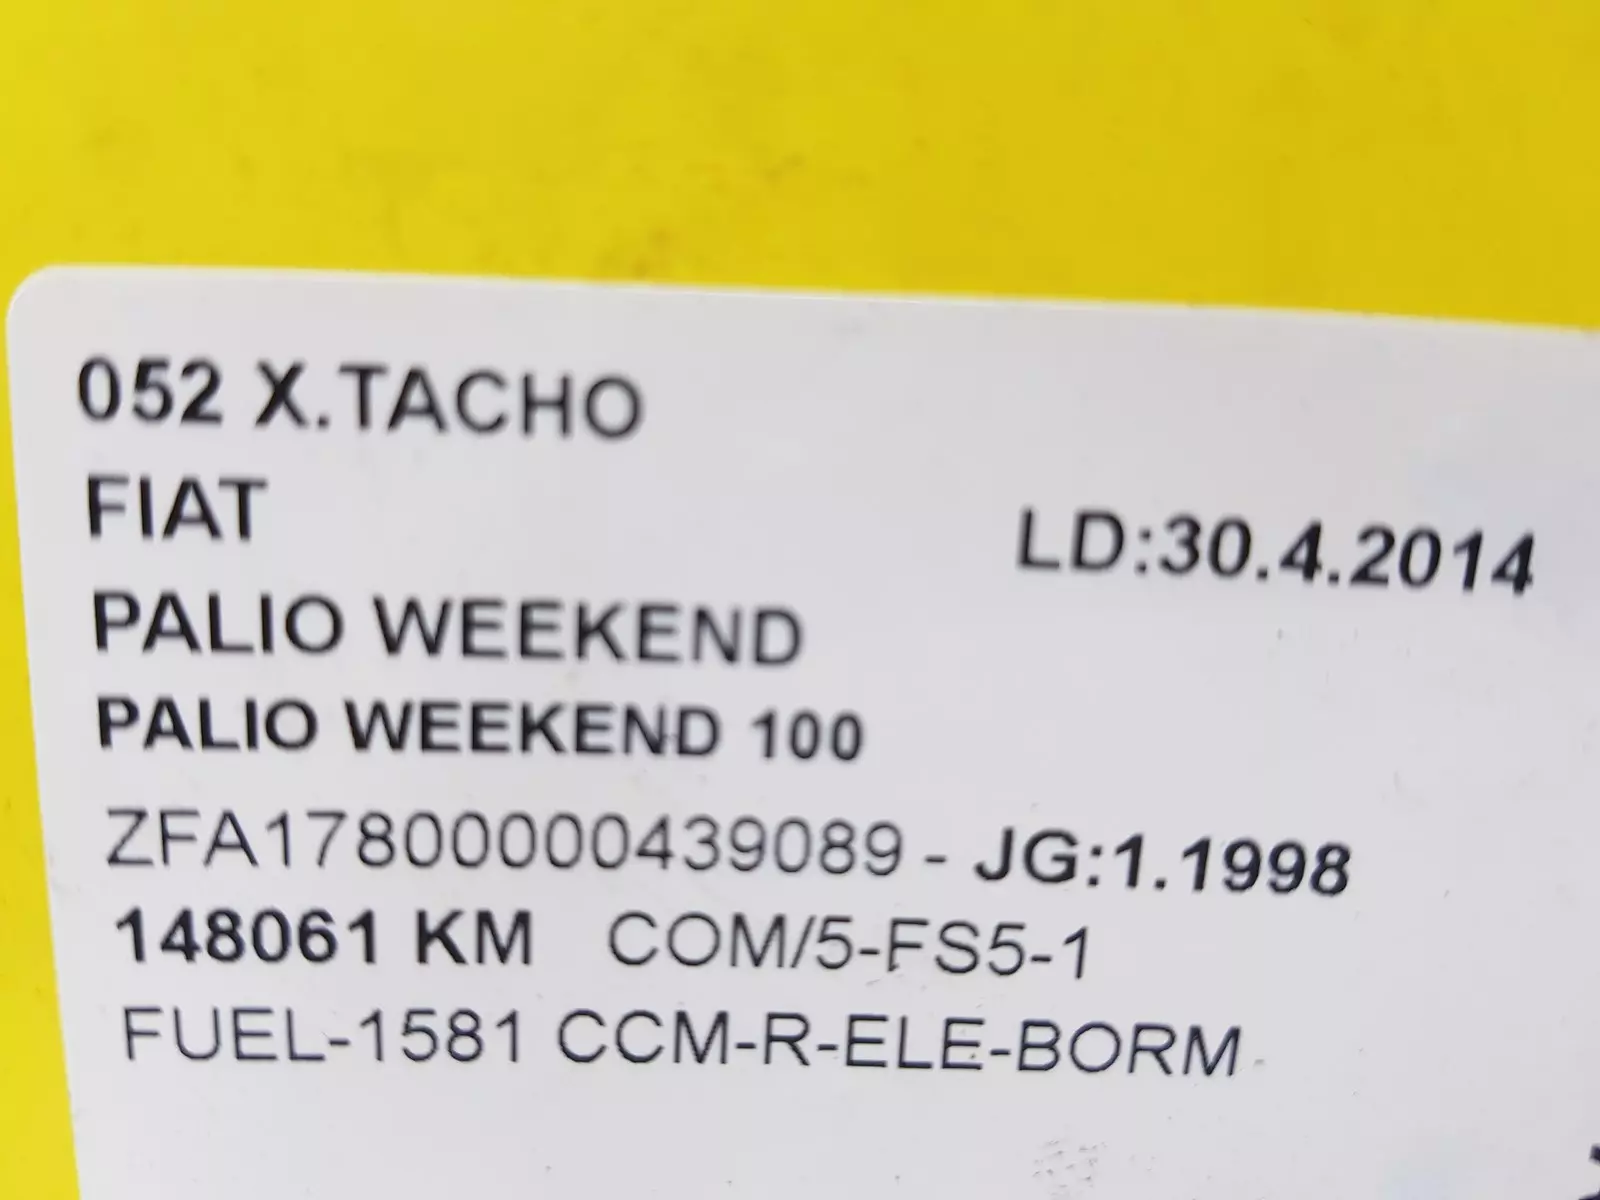 052 X.TACHO
FIAT
LD:30.4.2014
PALIO WEEKEND
PALIO WEEKEND 100
ZFA17800000439089 - JG:1.1998
148061 KM COM/5-FS5-1
FUEL-1581 CCM-R-ELE-BORM